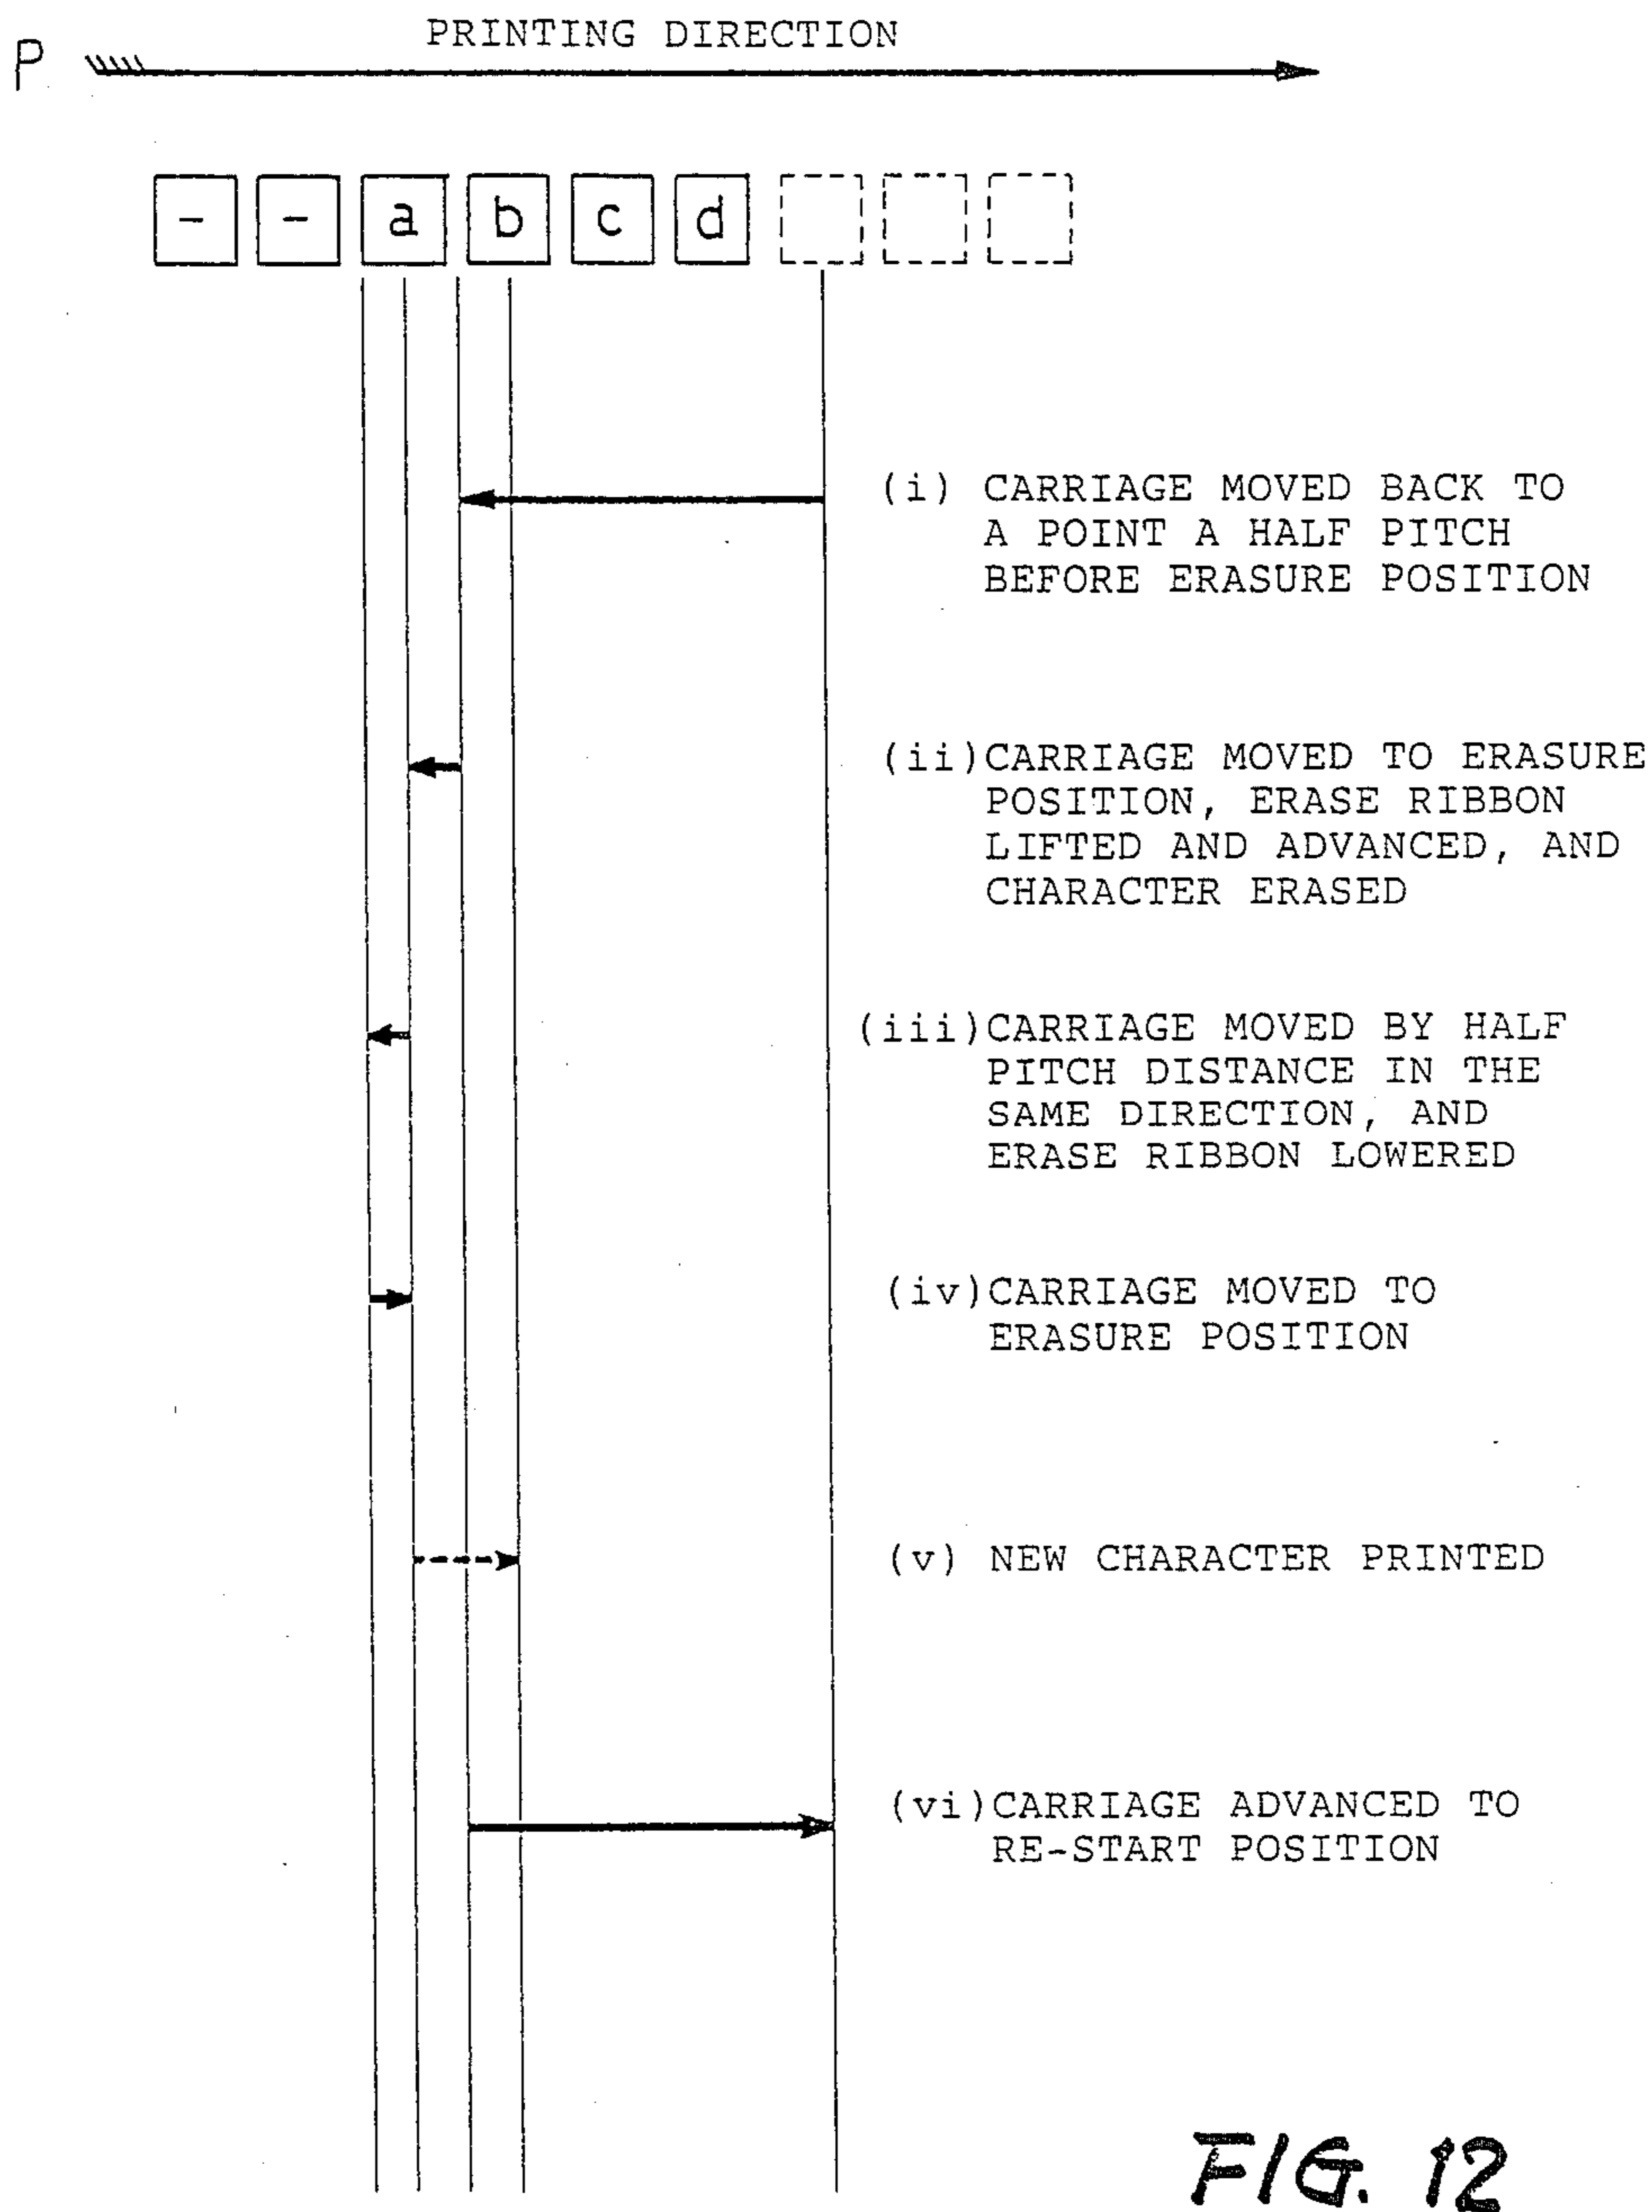 PRINTING DIRECTION
P
- - a b c d
(i) CARRIAGE MOVED BACK TO
A POINT A HALF PITCH
BEFORE ERASURE POSITION
(ii) CARRIAGE MOVED TO ERASURE
POSITION, ERASE RIBBON
LIFTED AND ADVANCED, AND
CHARACTER ERASED
(iii) CARRIAGE MOVED BY HALF
PITCH DISTANCE IN THE
SAME DIRECTION, AND
ERASE RIBBON LOWERED
(iv) CARRIAGE MOVED TO
ERASURE POSITION
(v) NEW CHARACTER PRINTED
(vi) CARRIAGE ADVANCED TO
RE-START POSITION
FIG. 12